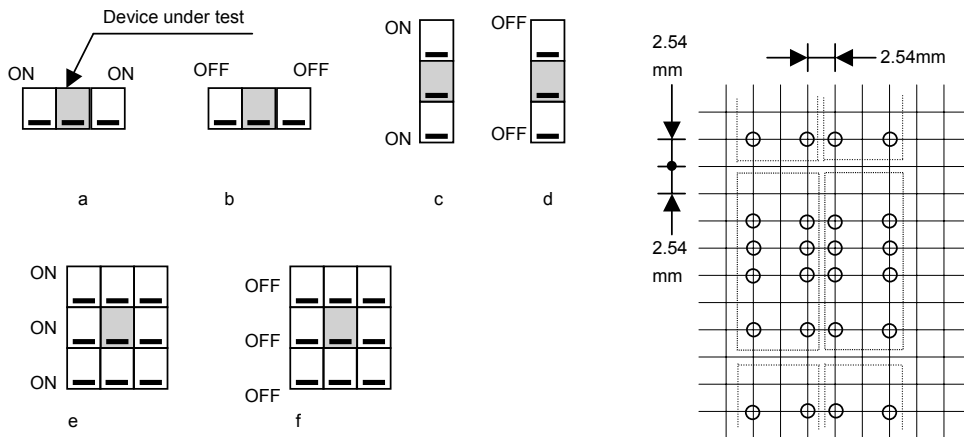 Device under test
ON ON
OFF OFF
ON
ON
OFF
OFF
a
b
c
d
ON
ON
ON
e
OFF
OFF
OFF
f
2.54
mm
2.54mm
2.54
mm